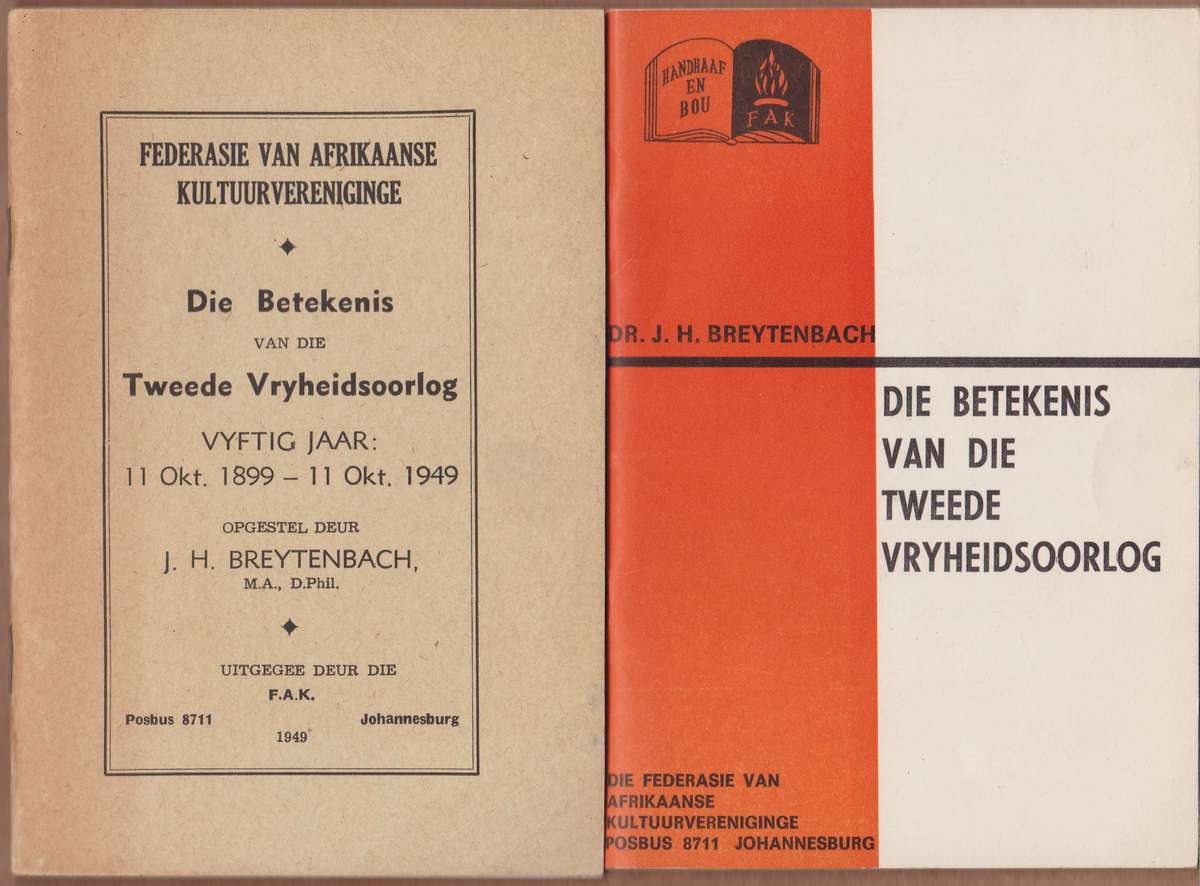 FEDERASIE VAN AFRIKAANSE
KULTUURVERENIGINGE
Die Betekenis
VAN DIE
Tweede Vryheidsoorlog
VYFTIG JAAR:
11 Okt. 1899 – 11 Okt. 1949
OPGESTEL DEUR
J. H. BREYTENBACH,
M.A., D.Phil.
UITGEGEE DEUR DIE
F.A.K.
Posbus 8711 Johannesburg
1949
HANDHAAF
EN
BOU
FAK
DR. J. H. BREYTENBACH
DIE BETEKENIS
VAN DIE
TWEEDE
VRYHEIDSOORLOG
DIE FEDERASIE VAN
AFRIKAANSE
KULTUURVERENIGINGE
POSBUS 8711 JOHANNESBURG